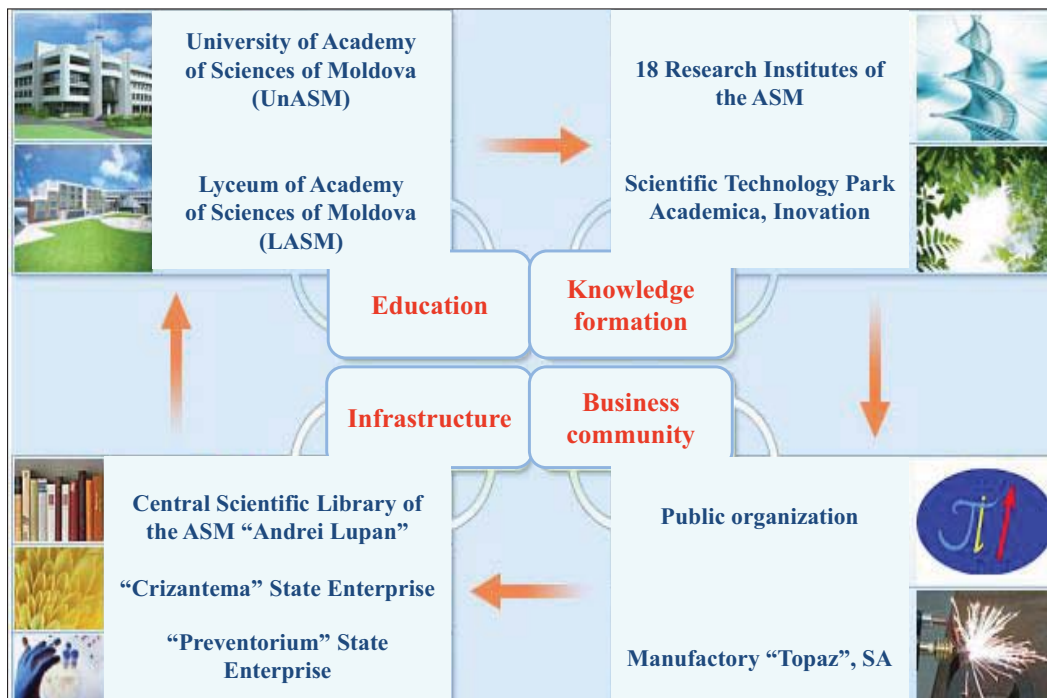 University of Academy
of Sciences of Moldova
(UnASM)
Lyceum of Academy
of Sciences of Moldova
(LASM)
18 Research Institutes of
the ASM
Scientific Technology Park
Academica, Inovation
Education
Knowledge
formation
Infrastructure
Business
community
Central Scientific Library of
the ASM “Andrei Lupan”
“Crizantema” State Enterprise
“Preventorium” State
Enterprise
Public organization
Manufactory “Topaz”, SA